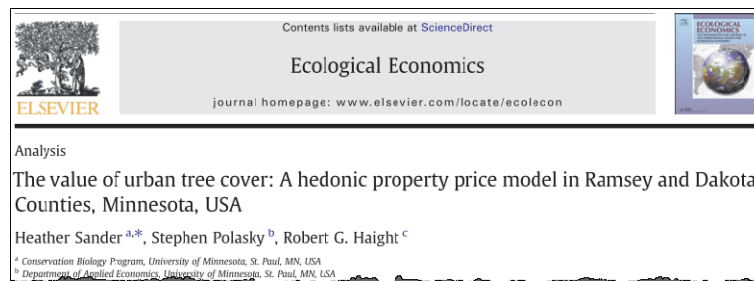 Contents lists available at ScienceDirect
Ecological Economics
journal homepage: www.elsevier.com/locate/ecolecon
ELSEVIER
ECOLOGICAL
ECONOMICS
Analysis
The value of urban tree cover: A hedonic property price model in Ramsey and Dakota
Counties, Minnesota, USA
Heather Sander a,*, Stephen Polasky b, Robert G. Haight c
a Conservation Biology Program, University of Minnesota, St. Paul, MN, USA
b Department of Applied Economics, University of Minnesota, St. Paul, MN, USA